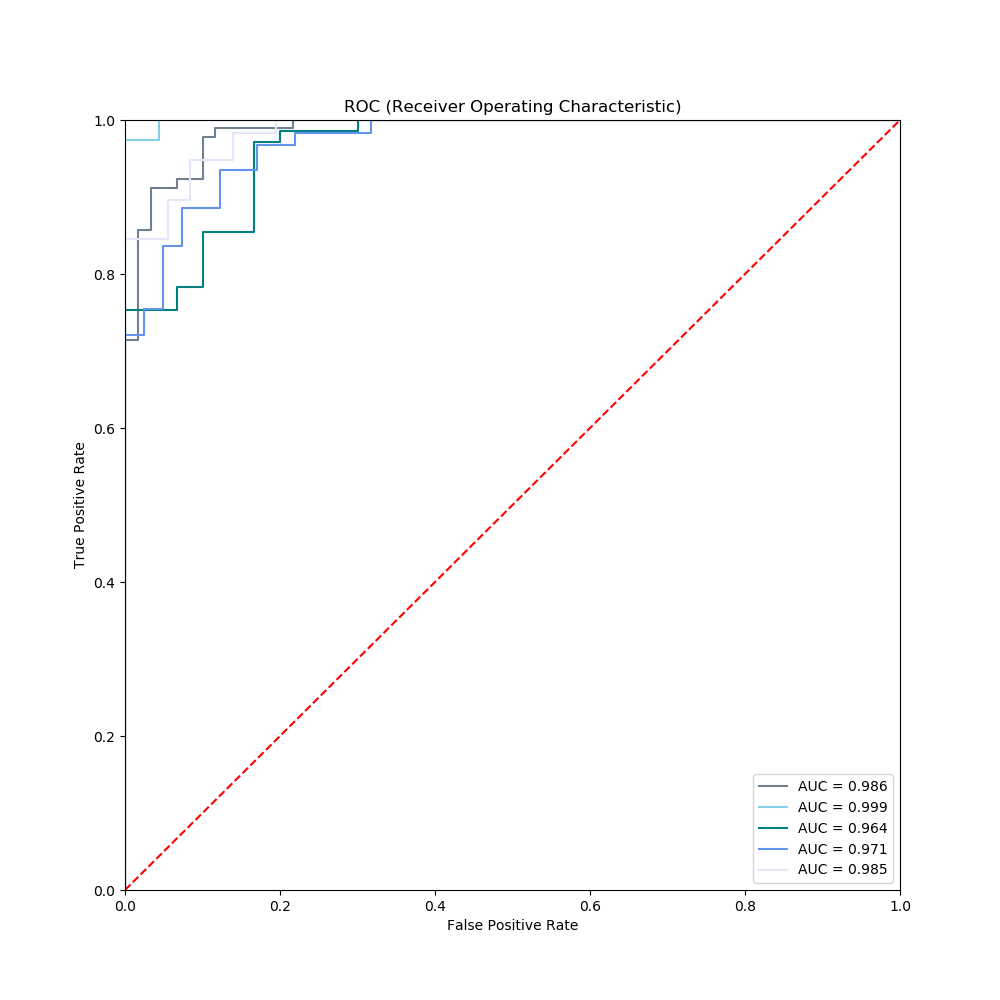 ROC (Receiver Operating Characteristic)
1.0
0.8
0.6
0.4
0.2
0.0
True Positive Rate
0.0 0.2 0.4 0.6 0.8 1.0
False Positive Rate
AUC = 0.986
AUC = 0.999
AUC = 0.964
AUC = 0.971
AUC = 0.985